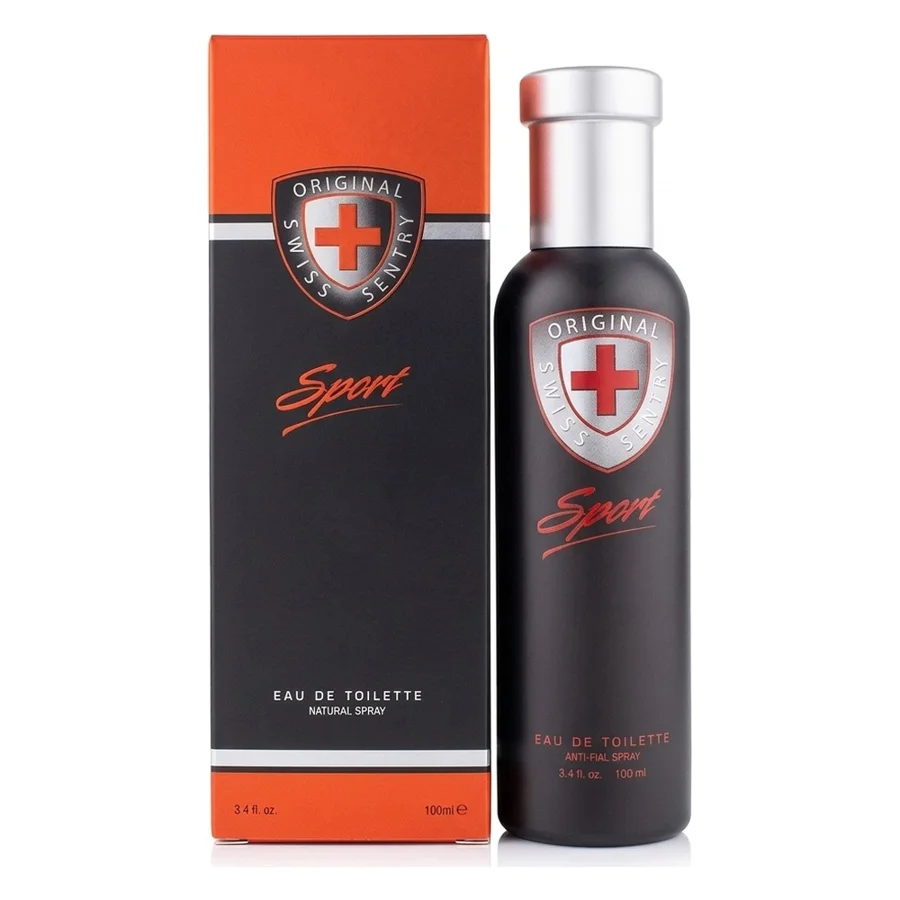 ORIGINAL
SWISS SENTRY
Sport
EAU DE TOILETTE
NATURAL SPRAY
3.4 fl. oz. 100ml ℮
ORIGINAL
SWISS SENTRY
Sport
EAU DE TOILETTE
ANTI-FIAL SPRAY
3.4 fl. oz. 100 ml